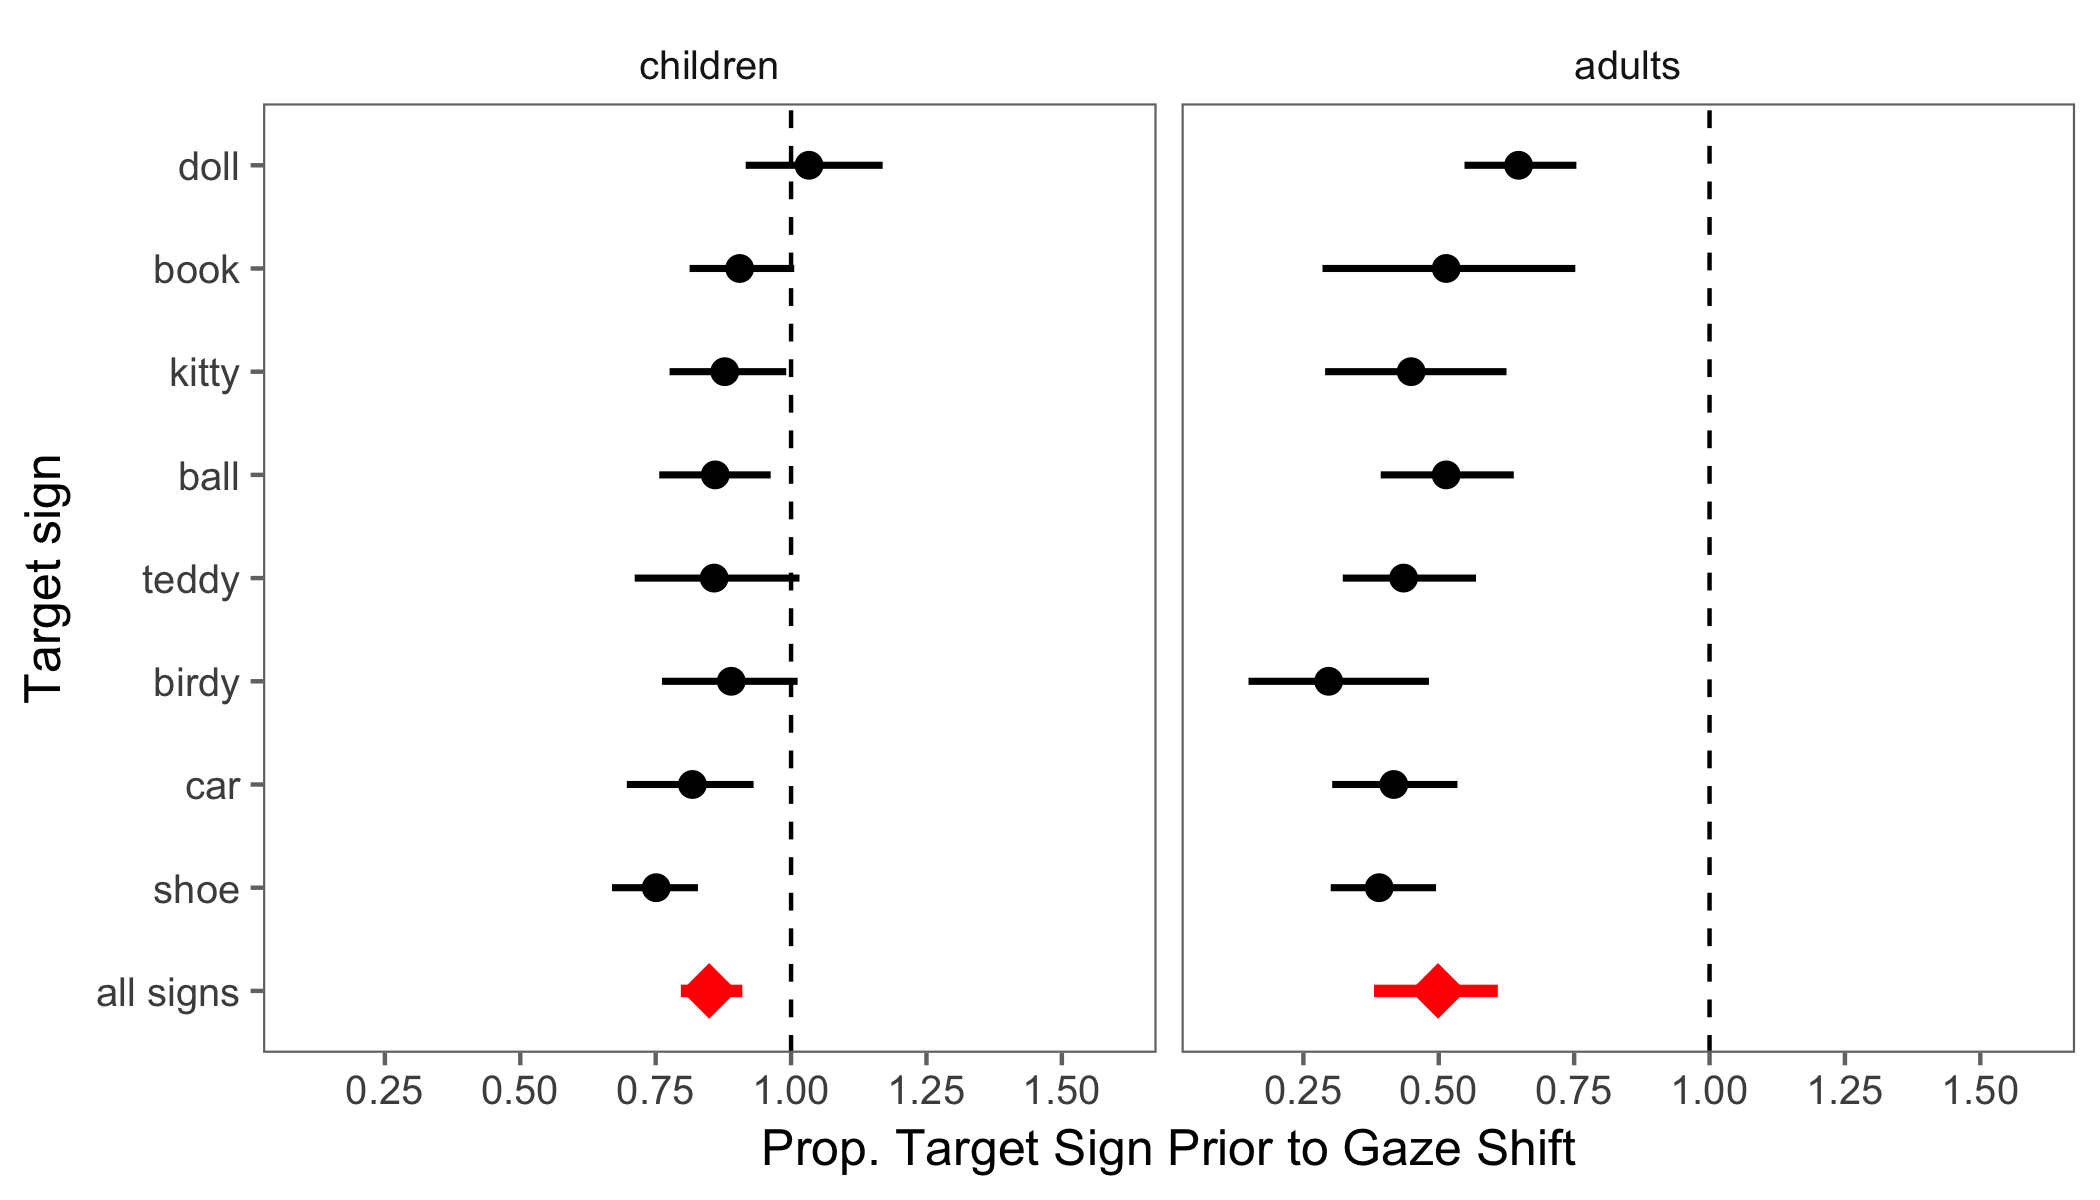 children
adults
Target sign
doll
book
kitty
ball
teddy
birdy
car
shoe
all signs
0.25 0.50 0.75 1.00 1.25 1.50
0.25 0.50 0.75 1.00 1.25 1.50
Prop. Target Sign Prior to Gaze Shift